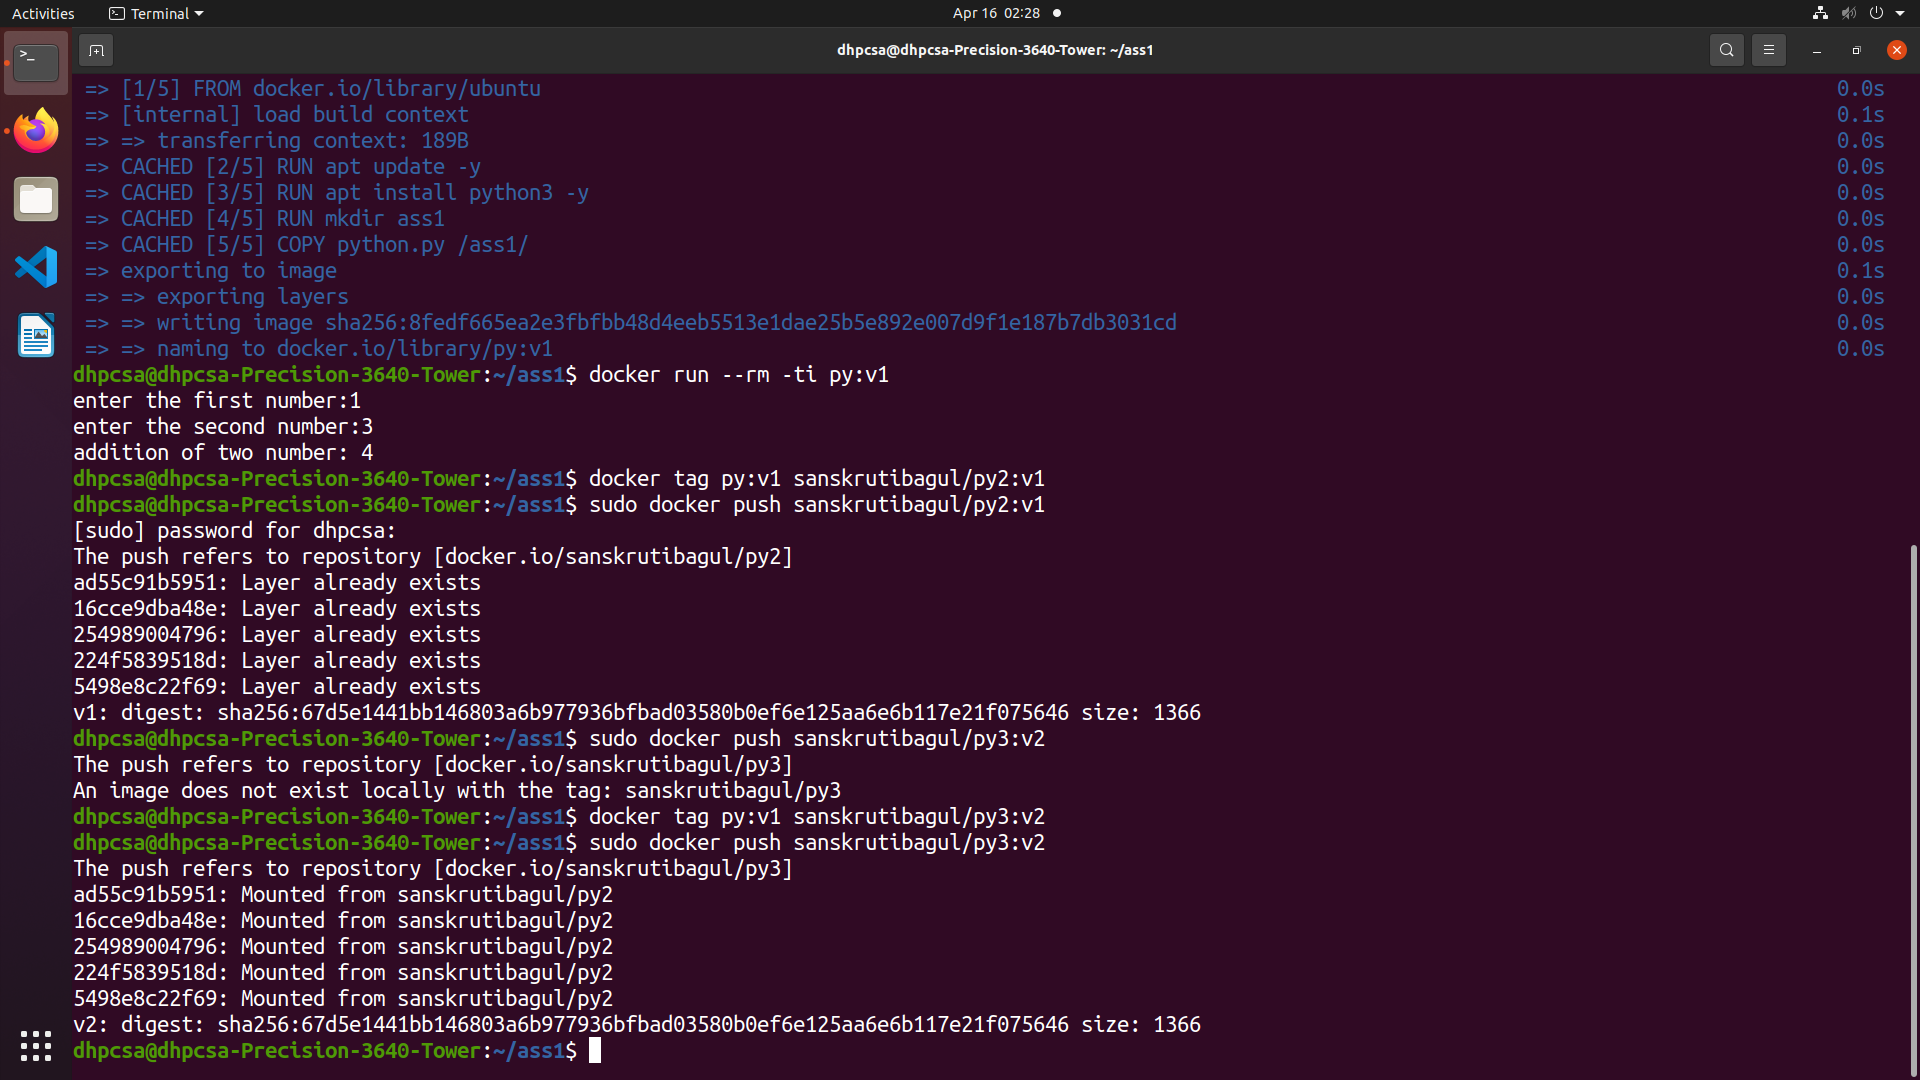 Activities Terminal Apr 16 02:28
dhpcsa@dhpcsa-Precision-3640-Tower: ~/ass1
=> [1/5] FROM docker.io/library/ubuntu 0.0s
=> [internal] load build context 0.1s
=> => transferring context: 189B 0.0s
=> CACHED [2/5] RUN apt update -y 0.0s
=> CACHED [3/5] RUN apt install python3 -y 0.0s
=> CACHED [4/5] RUN mkdir ass1 0.0s
=> CACHED [5/5] COPY python.py /ass1/ 0.0s
=> exporting to image 0.1s
=> => exporting layers 0.0s
=> => writing image sha256:8fedf665ea2e3fbfbb48d4eeb5513e1dae25b5e892e007d9f1e187b7db3031cd 0.0s
=> => naming to docker.io/library/py:v1 0.0s
dhpcsa@dhpcsa-Precision-3640-Tower:~/ass1$ docker run --rm -ti py:v1
enter the first number:1
enter the second number:3
addition of two number: 4
dhpcsa@dhpcsa-Precision-3640-Tower:~/ass1$ docker tag py:v1 sanskrutibagul/py2:v1
dhpcsa@dhpcsa-Precision-3640-Tower:~/ass1$ sudo docker push sanskrutibagul/py2:v1
[sudo] password for dhpcsa:
The push refers to repository [docker.io/sanskrutibagul/py2]
ad55c91b5951: Layer already exists
16cce9dba48e: Layer already exists
254989004796: Layer already exists
224f5839518d: Layer already exists
5498e8c22f69: Layer already exists
v1: digest: sha256:67d5e1441bb146803a6b977936bfbad03580b0ef6e125aa6e6b117e21f075646 size: 1366
dhpcsa@dhpcsa-Precision-3640-Tower:~/ass1$ sudo docker push sanskrutibagul/py3:v2
The push refers to repository [docker.io/sanskrutibagul/py3]
An image does not exist locally with the tag: sanskrutibagul/py3
dhpcsa@dhpcsa-Precision-3640-Tower:~/ass1$ docker tag py:v1 sanskrutibagul/py3:v2
dhpcsa@dhpcsa-Precision-3640-Tower:~/ass1$ sudo docker push sanskrutibagul/py3:v2
The push refers to repository [docker.io/sanskrutibagul/py3]
ad55c91b5951: Mounted from sanskrutibagul/py2
16cce9dba48e: Mounted from sanskrutibagul/py2
254989004796: Mounted from sanskrutibagul/py2
224f5839518d: Mounted from sanskrutibagul/py2
5498e8c22f69: Mounted from sanskrutibagul/py2
v2: digest: sha256:67d5e1441bb146803a6b977936bfbad03580b0ef6e125aa6e6b117e21f075646 size: 1366
dhpcsa@dhpcsa-Precision-3640-Tower:~/ass1$